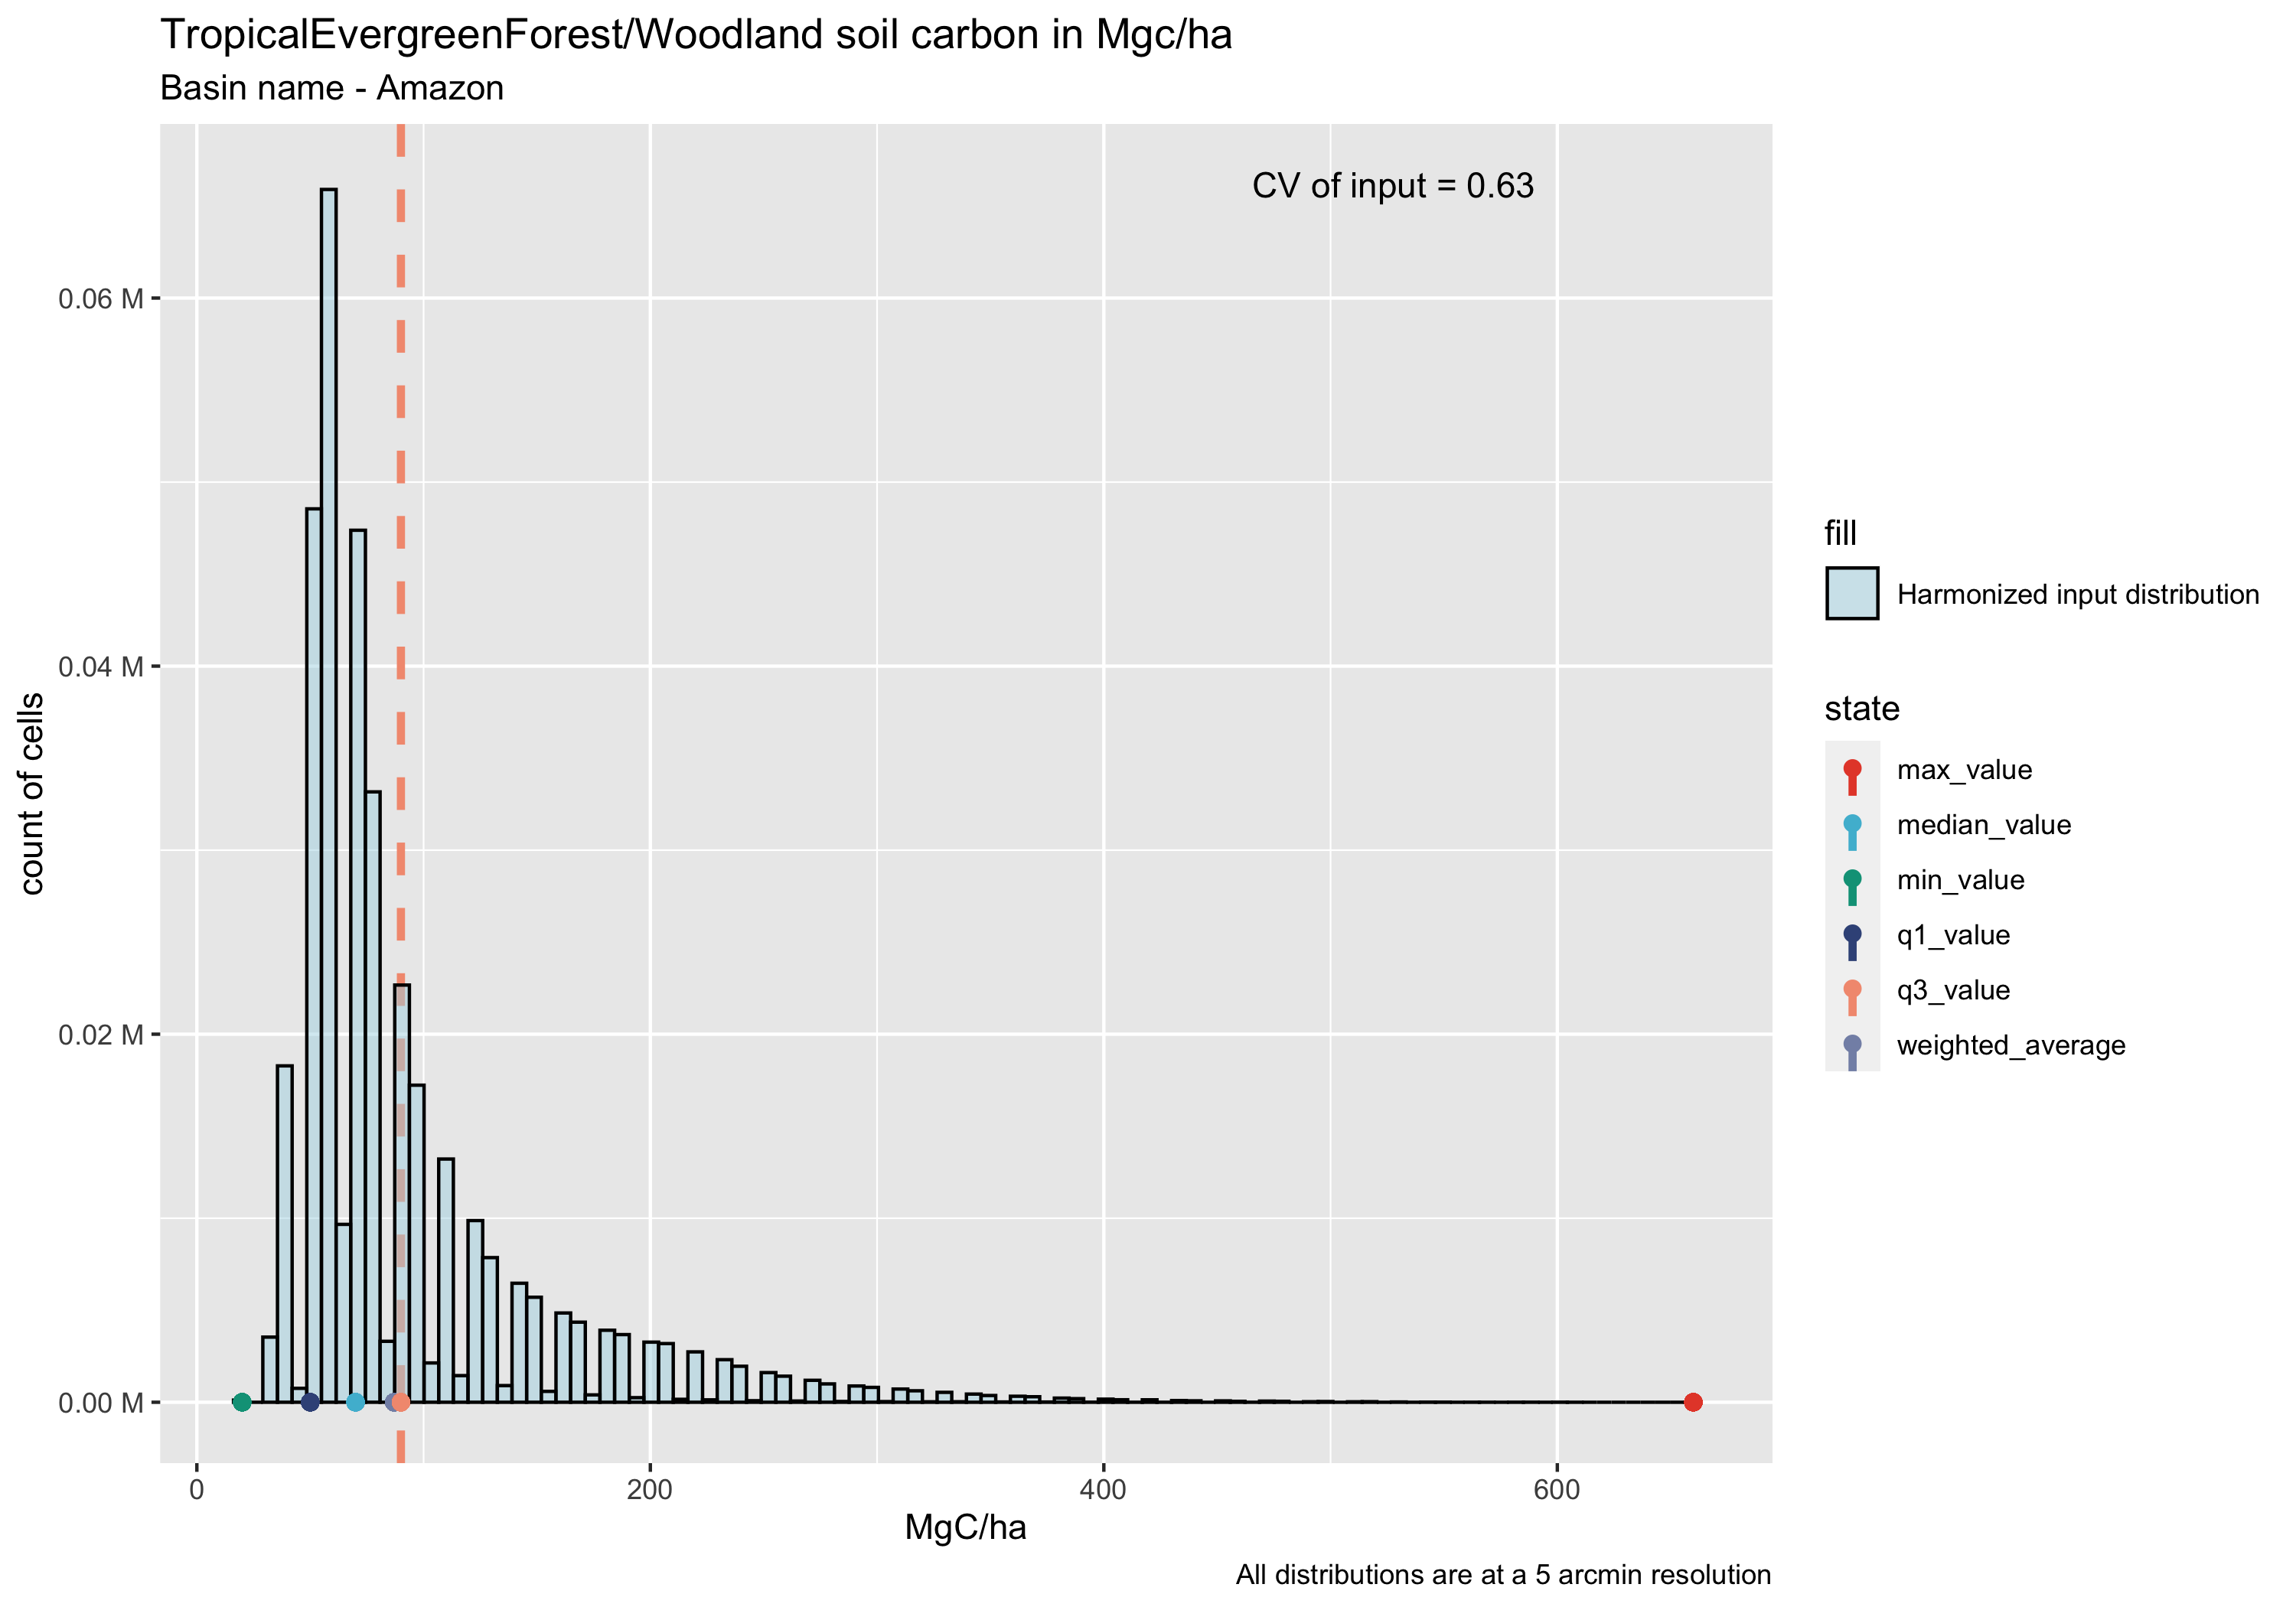 TropicalEvergreenForest/Woodland soil carbon in Mgc/ha
Basin name - Amazon
CV of input = 0.63
0.06 M
0.04 M
0.02 M
0.00 M
count of cells
0
200
400
600
MgC/ha
All distributions are at a 5 arcmin resolution
fill
Harmonized input distribution
state
max_value
median_value
min_value
q1_value
q3_value
weighted_average